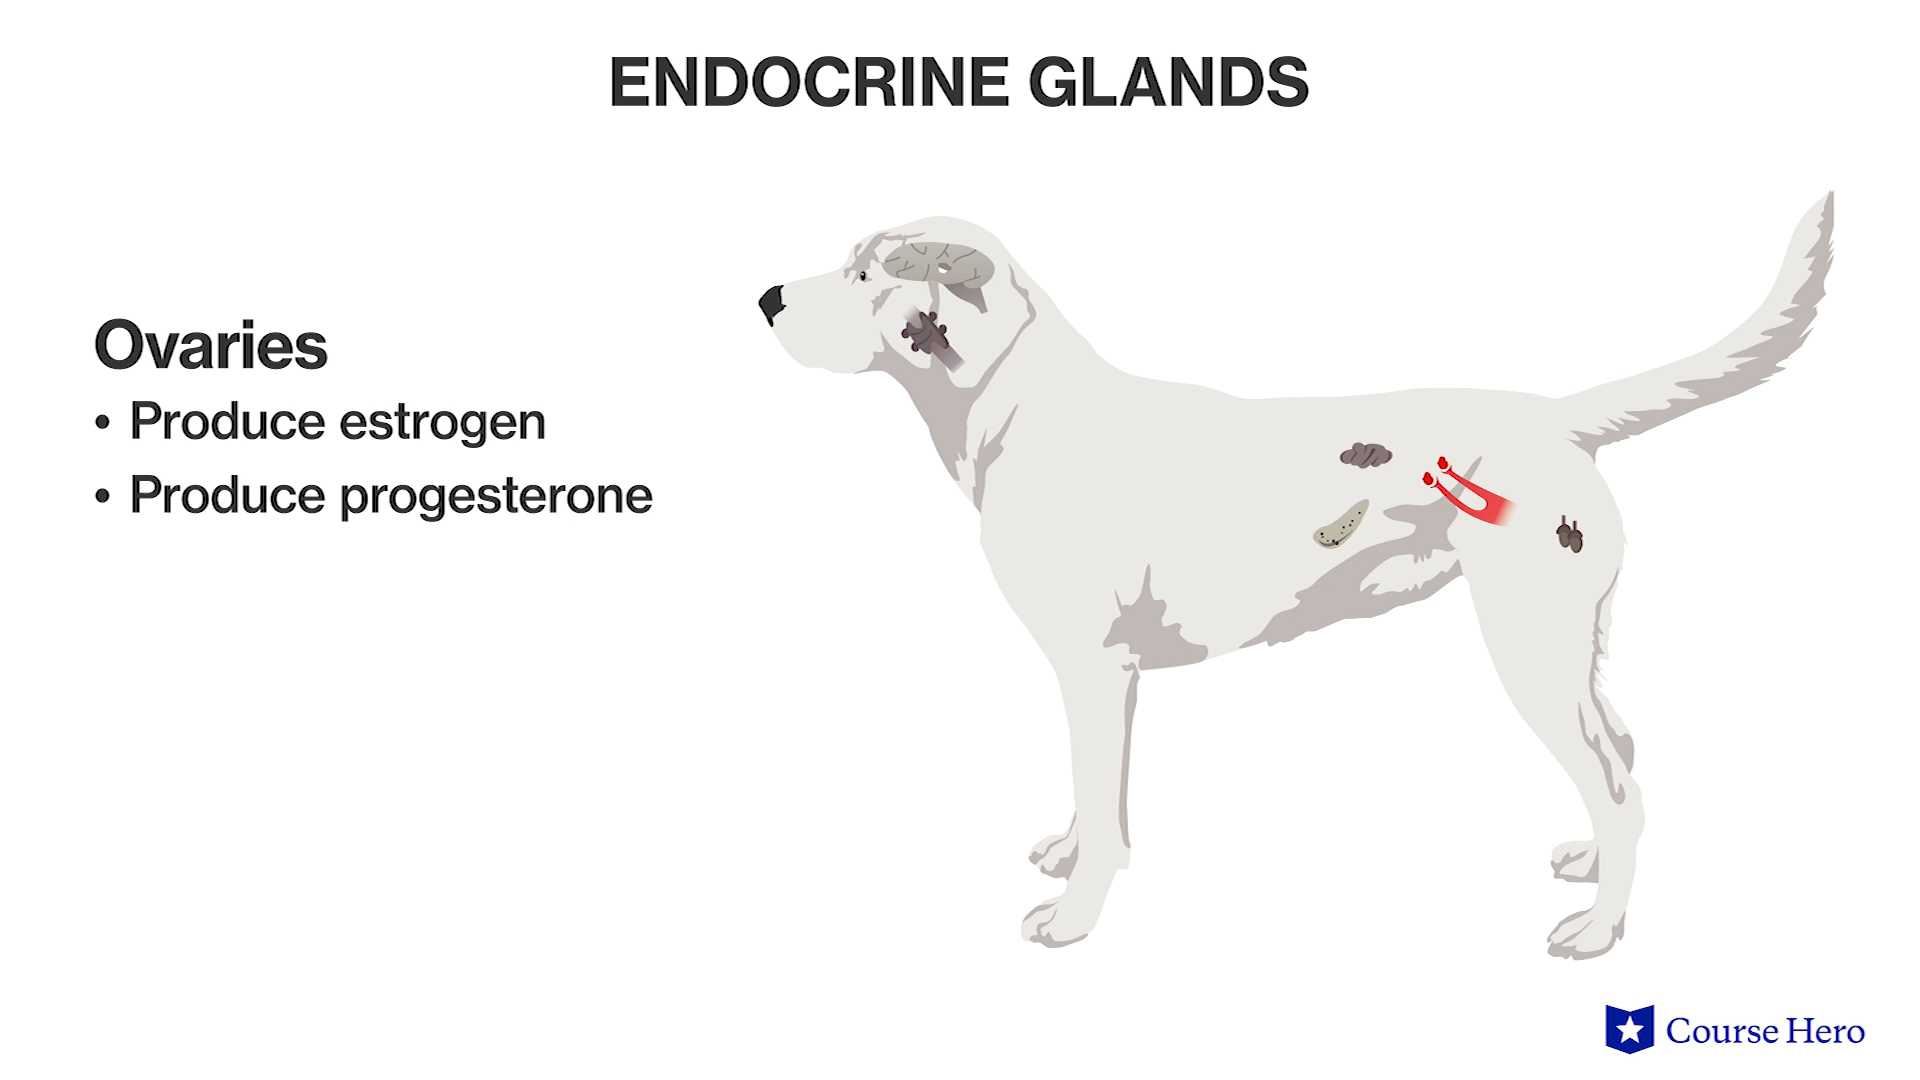 ENDOCRINE GLANDS
Ovaries
• Produce estrogen
• Produce progesterone
Course Hero